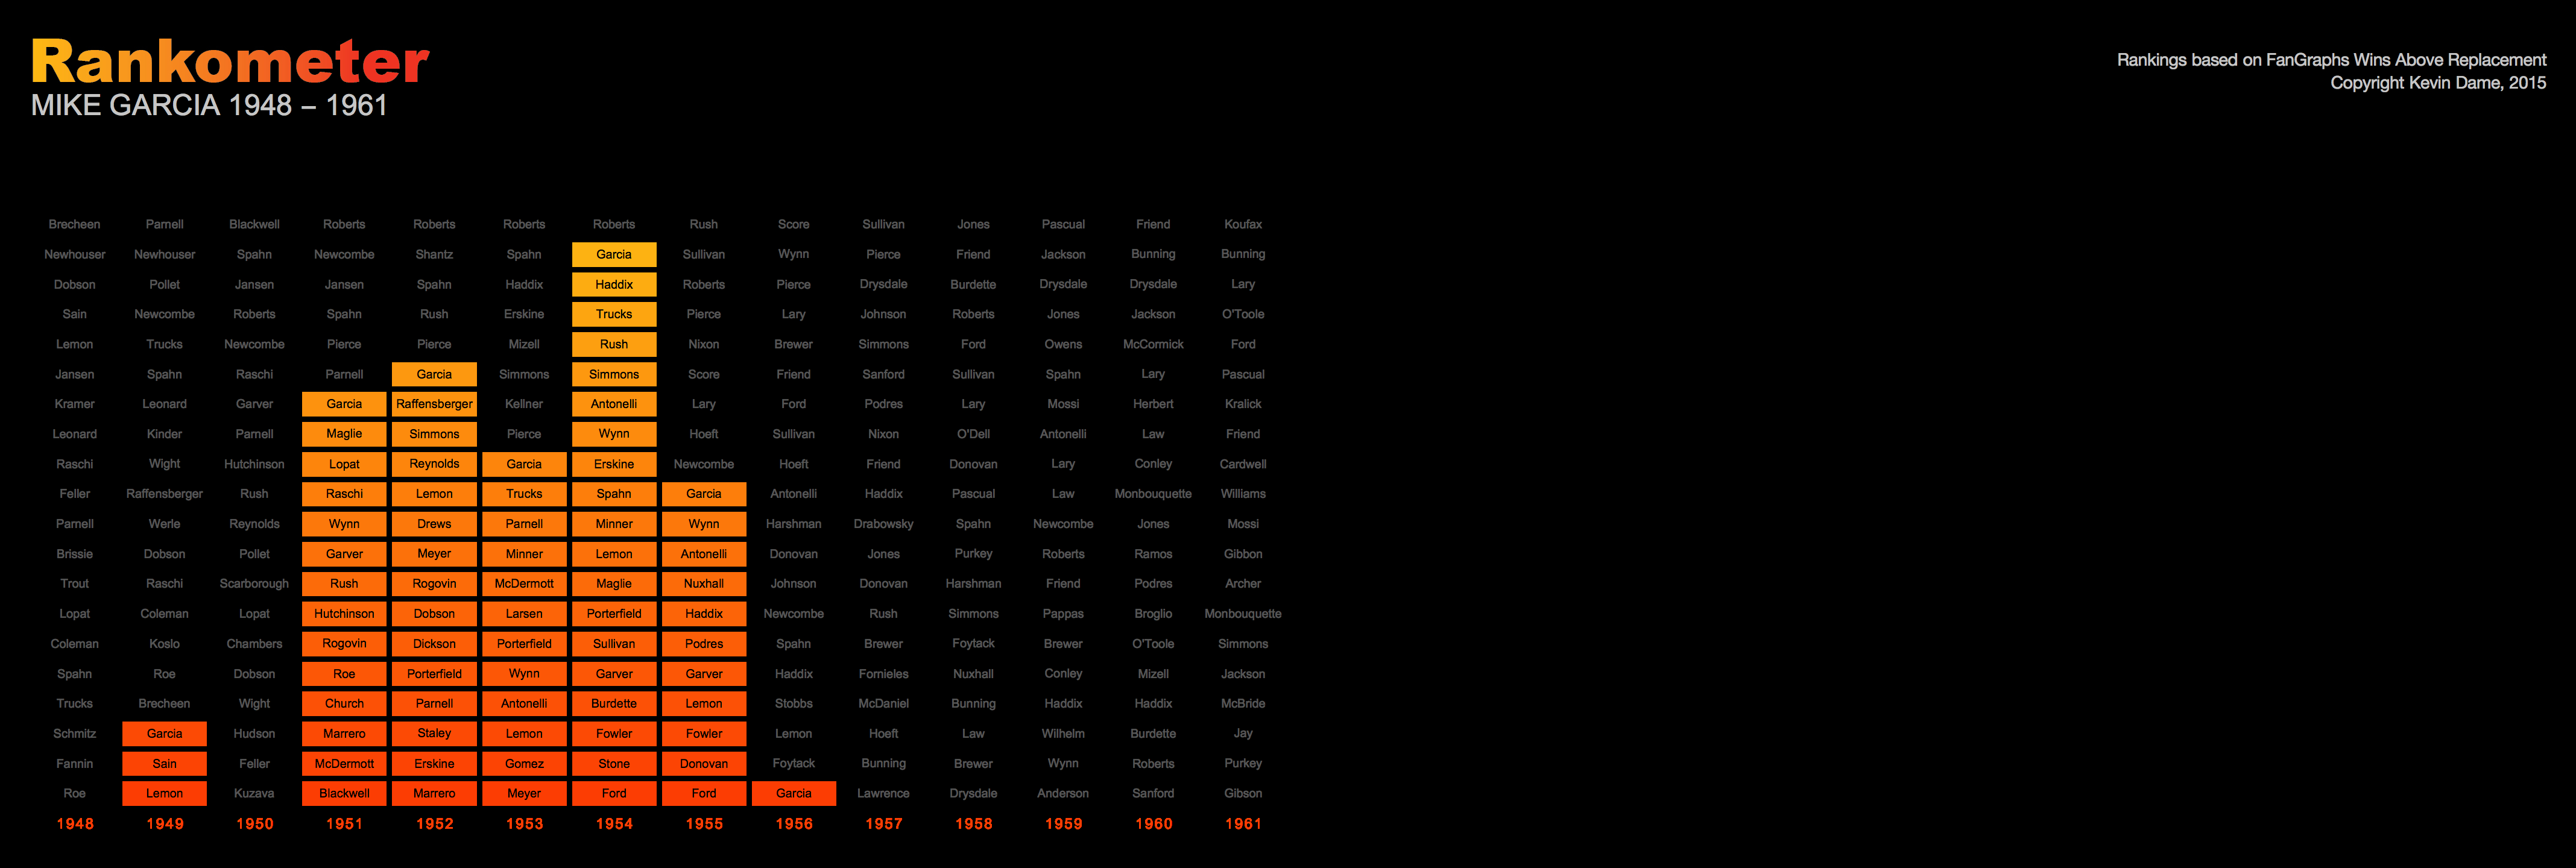 Rankometer
MIKE GARCIA 1948 – 1961
Rankings based on FanGraphs Wins Above Replacement
Copyright Kevin Dame, 2015
Brecheen Parnell Blackwell Roberts Roberts Roberts Roberts Rush Score Sullivan Jones Pascual Friend Koufax
Newhouser Newhouser Spahn Newcombe Shantz Spahn Garcia Sullivan Wynn Pierce Friend Jackson Bunning Bunning
Dobson Pollet Jansen Jansen Spahn Haddix Haddix Roberts Pierce Drysdale Burdette Drysdale Drysdale Lary
Sain Newcombe Roberts Spahn Rush Erskine Trucks Pierce Lary Johnson Roberts Jones Jackson O'Toole
Lemon Trucks Newcombe Pierce Pierce Mizell Rush Nixon Brewer Simmons Ford Owens McCormick Ford
Jansen Spahn Raschi Parnell Garcia Simmons Simmons Score Friend Sanford Sullivan Spahn Lary Pascual
Kramer Leonard Garver Garcia Raffensberger Kellner Antonelli Lary Ford Podres Lary Mossi Herbert Kralick
Leonard Kinder Parnell Maglie Simmons Pierce Wynn Hoeft Sullivan Nixon O'Dell Antonelli Law Friend
Raschi Wight Hutchinson Lopat Reynolds Garcia Erskine Newcombe Hoeft Friend Donovan Lary Conley Cardwell
Feller Raffensberger Rush Raschi Lemon Trucks Spahn Garcia Antonelli Haddix Pascual Law Monbouquette Williams
Parnell Werle Reynolds Wynn Drews Parnell Minner Wynn Harshman Drabowsky Spahn Newcombe Jones Mossi
Brissie Dobson Pollet Garver Meyer Minner Lemon Antonelli Donovan Jones Purkey Roberts Ramos Gibbon
Trout Raschi Scarborough Rush Rogovin McDermott Maglie Nuxhall Johnson Donovan Harshman Friend Podres Archer
Lopat Coleman Lopat Hutchinson Dobson Larsen Porterfield Haddix Newcombe Rush Simmons Pappas Broglio Monbouquette
Coleman Koslo Chambers Rogovin Dickson Porterfield Sullivan Podres Spahn Brewer Foytack Brewer O'Toole Simmons
Spahn Roe Dobson Roe Porterfield Wynn Garver Garver Haddix Fornieles Nuxhall Conley Mizell Jackson
Trucks Brecheen Wight Church Parnell Antonelli Burdette Lemon Stobbs McDaniel Bunning Haddix Haddix McBride
Schmitz Garcia Hudson Marrero Staley Lemon Fowler Fowler Lemon Hoeft Law Wilhelm Burdette Jay
Fannin Sain Feller McDermott Erskine Gomez Stone Donovan Foytack Bunning Brewer Wynn Roberts Purkey
Roe Lemon Kuzava Blackwell Marrero Meyer Ford Ford Garcia Lawrence Drysdale Anderson Sanford Gibson
1948 1949 1950 1951 1952 1953 1954 1955 1956 1957 1958 1959 1960 1961